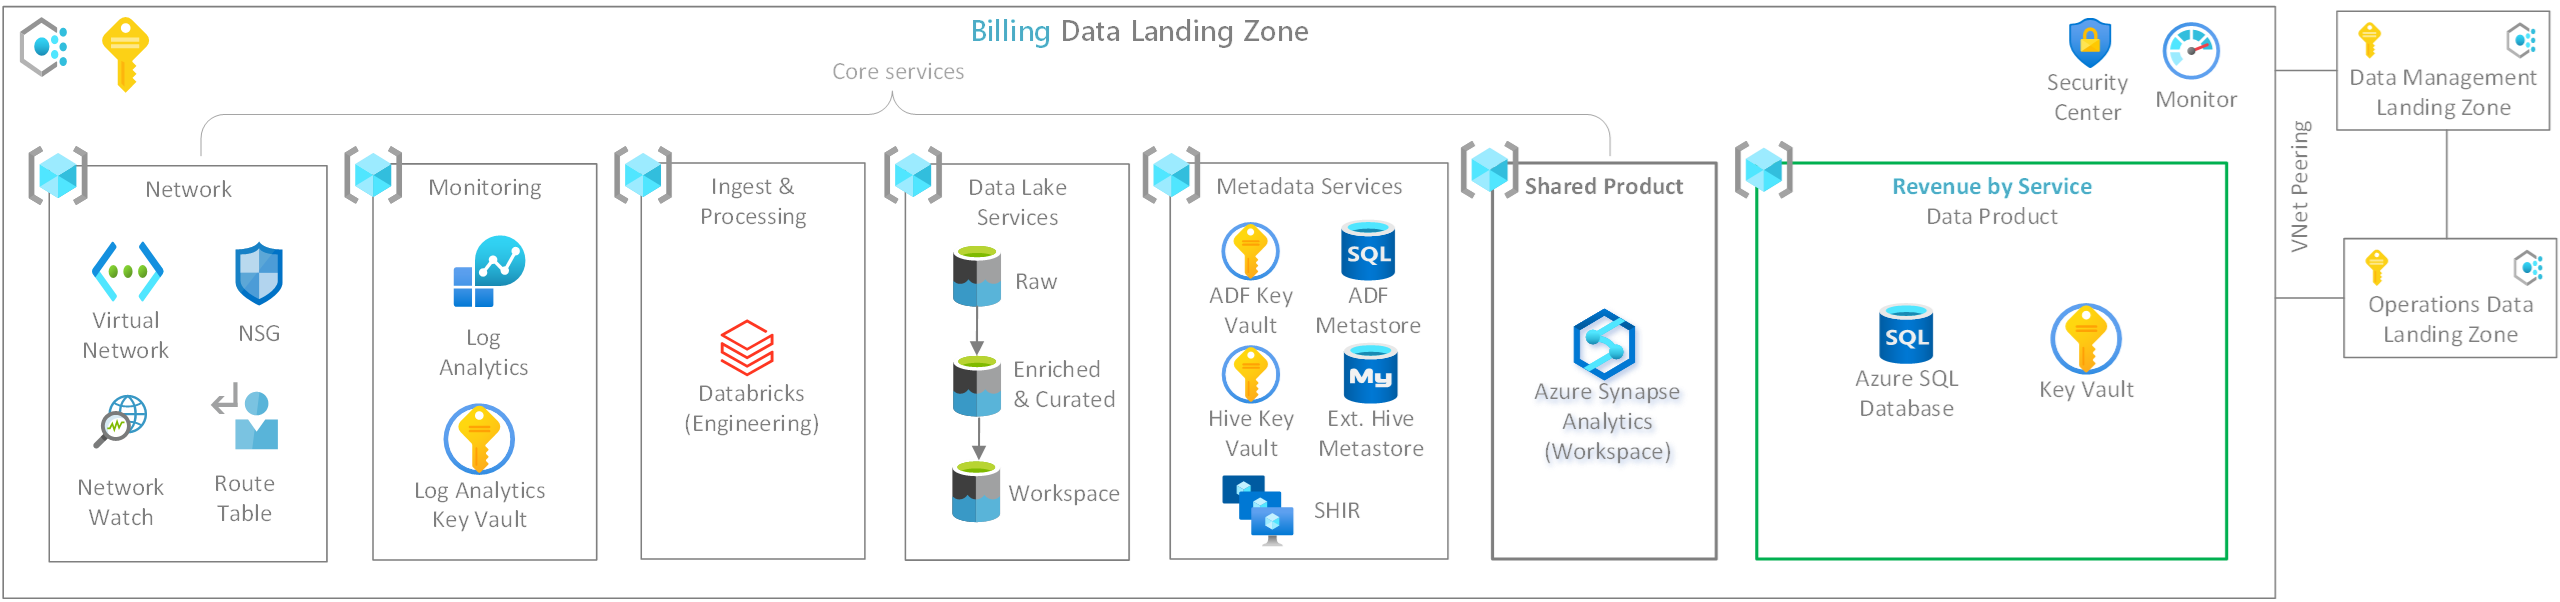 Billing Data Landing Zone
Core services
Security
Center
Monitor
Network
Virtual
Network
NSG
Network
Watch
Route
Table
Monitoring
Log
Analytics
Log Analytics
Key Vault
Ingest &
Processing
Databricks
(Engineering)
Data Lake
Services
Raw
Enriched
& Curated
Workspace
Metadata Services
ADF Key
Vault
SQL
ADF
Metastore
Hive Key
Vault
My
Ext. Hive
Metastore
SHIR
Shared Product
Azure Synapse
Analytics
(Workspace)
Revenue by Service
Data Product
SQL
Azure SQL
Database
Key Vault
VNet Peering
Data Management
Landing Zone
Operations Data
Landing Zone